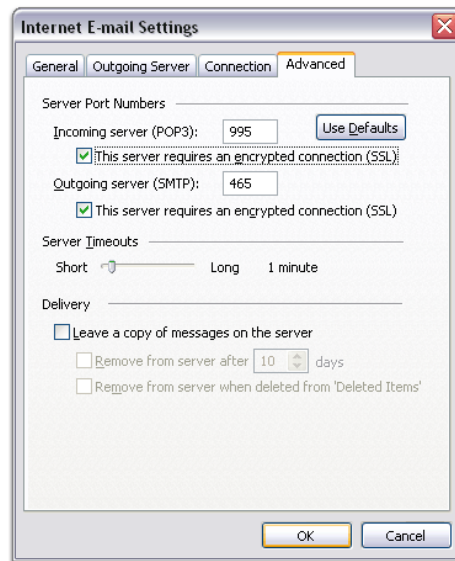 Internet E-mail Settings
General Outgoing Server Connection Advanced
Server Port Numbers
Incoming server (POP3): 995 Use Defaults
This server requires an encrypted connection (SSL)
Outgoing server (SMTP): 465
This server requires an encrypted connection (SSL)
Server Timeouts
Short Long 1 minute
Delivery
Leave a copy of messages on the server
Remove from server after 10 days
Remove from server when deleted from 'Deleted Items'
OK Cancel